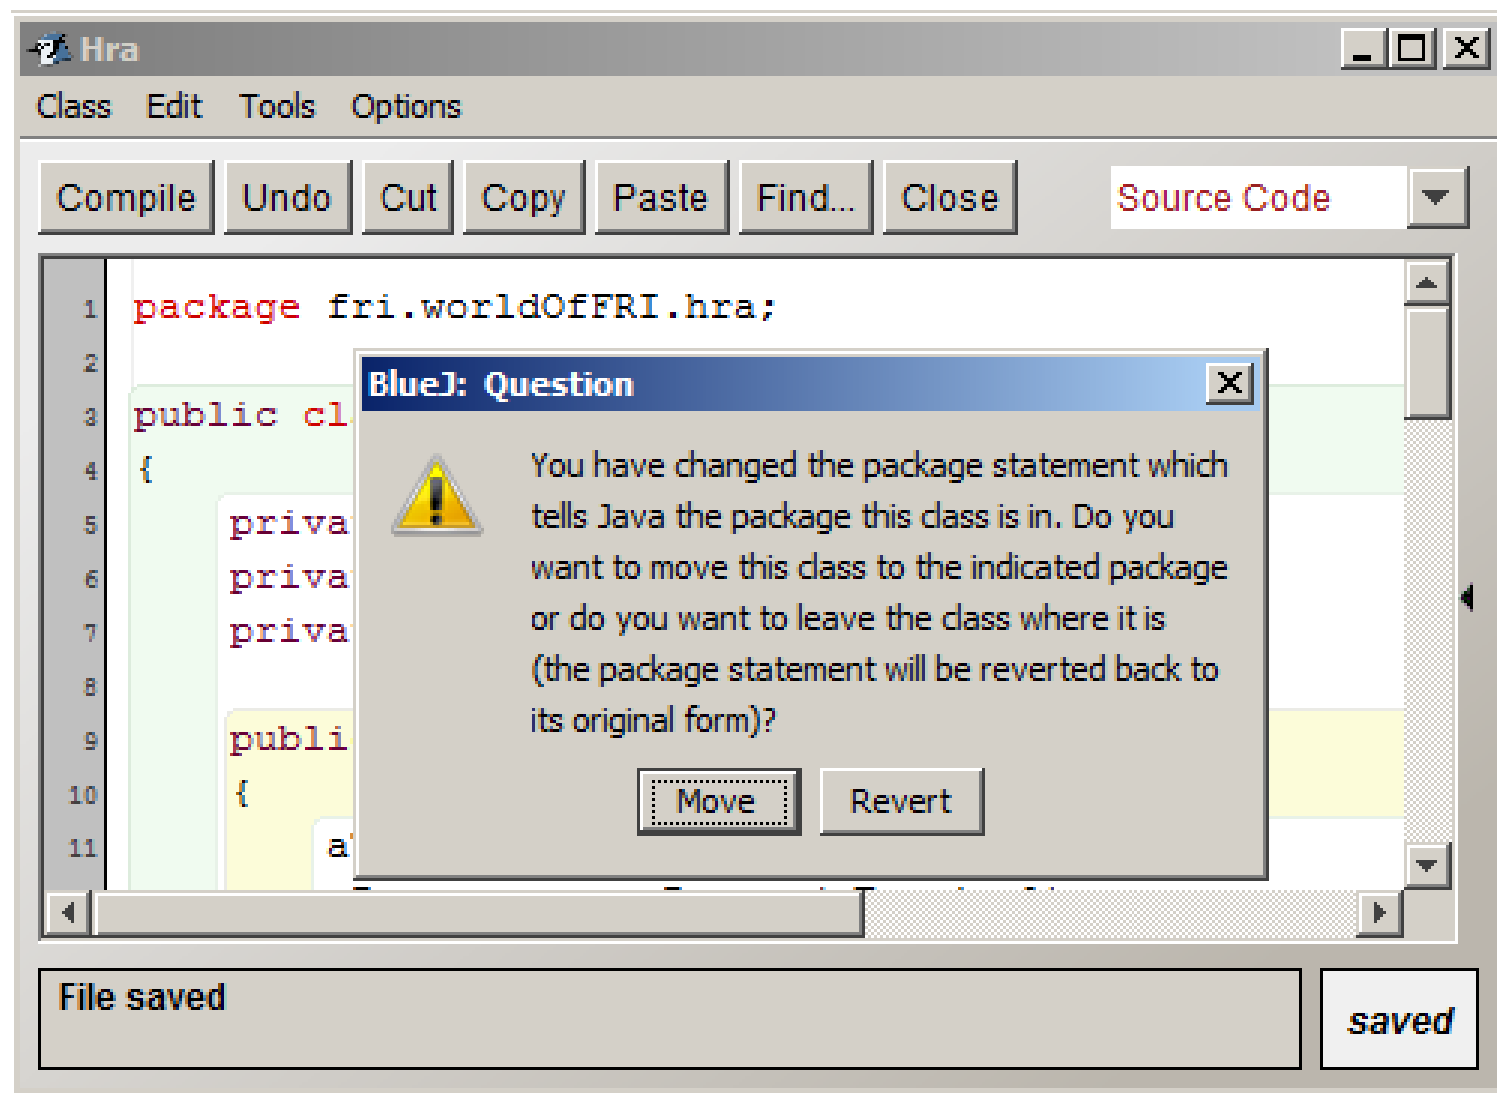 Hra
Class Edit Tools Options
Compile Undo Cut Copy Paste Find... Close Source Code
1 package fri.worldOfFRI.hra;
2
3 public cl
4 {
5 priva
6 priva
7 priva
8
9 publi
10 {
11 a
BlueJ: Question
You have changed the package statement which
tells Java the package this class is in. Do you
want to move this class to the indicated package
or do you want to leave the class where it is
(the package statement will be reverted back to
its original form)?
Move Revert
File saved
saved